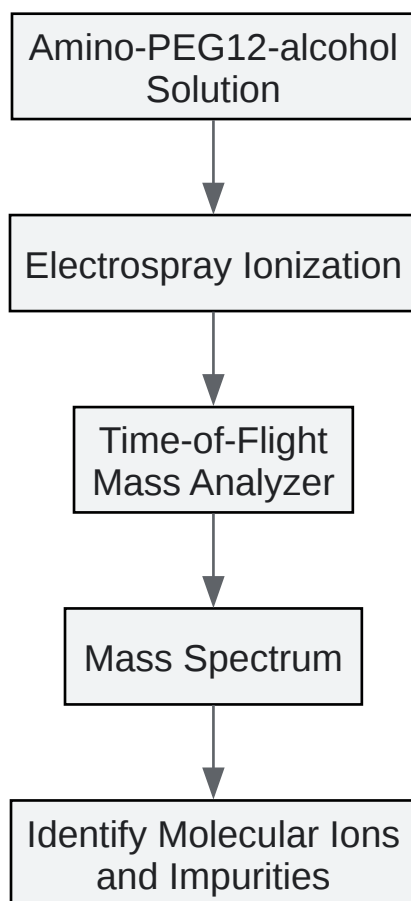 Amino-PEG12-alcohol
Solution
Electrospray Ionization
Time-of-Flight
Mass Analyzer
Mass Spectrum
Identify Molecular Ions
and Impurities